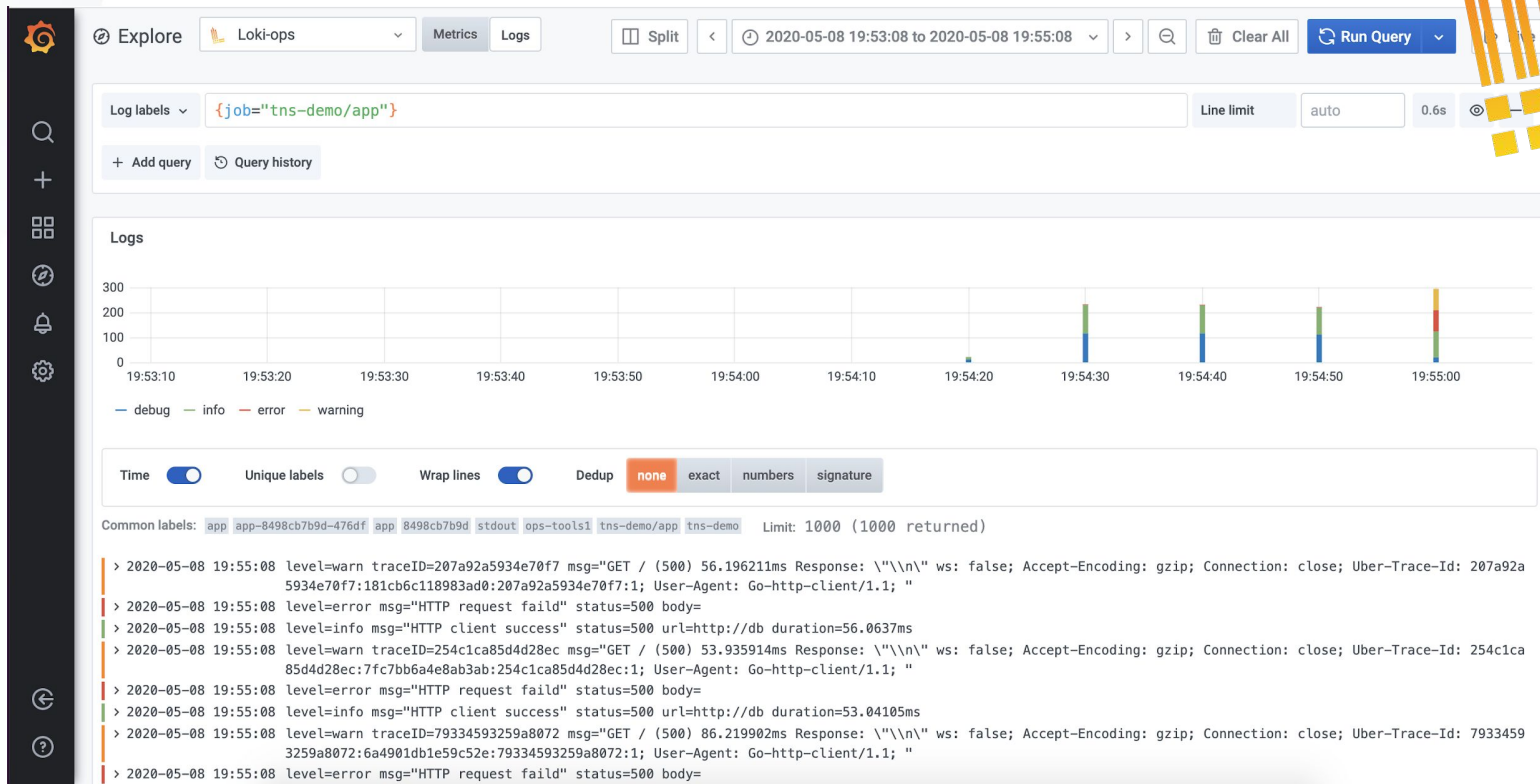 Explore Loki-ops Metrics Logs Split 2020-05-08 19:53:08 to 2020-05-08 19:55:08 Clear All Run Query
Log labels {job="tns-demo/app"} Line limit auto 0.6s
+ Add query Query history
Logs
300
200
100
0
19:53:10 19:53:20 19:53:30 19:53:40 19:53:50 19:54:00 19:54:10 19:54:20 19:54:30 19:54:40 19:54:50 19:55:00
debug info error warning
Time Unique labels Wrap lines Dedup none exact numbers signature
Common labels: app app-8498cb7b9d-476df app 8498cb7b9d stdout ops-tools1 tns-demo/app tns-demo Limit: 1000 (1000 returned)
> 2020-05-08 19:55:08 level=warn traceID=207a92a5934e70f7 msg="GET / (500) 56.196211ms Response: \"\\n\" ws: false; Accept-Encoding: gzip; Connection: close; Uber-Trace-Id: 207a92a
5934e70f7:181cb6c118983ad0:207a92a5934e70f7:1; User-Agent: Go-http-client/1.1; "
> 2020-05-08 19:55:08 level=error msg="HTTP request faild" status=500 body=
> 2020-05-08 19:55:08 level=info msg="HTTP client success" status=500 url=http://db duration=56.0637ms
> 2020-05-08 19:55:08 level=warn traceID=254c1ca85d4d28ec msg="GET / (500) 53.935914ms Response: \"\\n\" ws: false; Accept-Encoding: gzip; Connection: close; Uber-Trace-Id: 254c1ca
85d4d28ec:7fc7bb6a4e8ab3ab:254c1ca85d4d28ec:1; User-Agent: Go-http-client/1.1; "
> 2020-05-08 19:55:08 level=error msg="HTTP request faild" status=500 body=
> 2020-05-08 19:55:08 level=info msg="HTTP client success" status=500 url=http://db duration=53.04105ms
> 2020-05-08 19:55:08 level=warn traceID=79334593259a8072 msg="GET / (500) 86.219902ms Response: \"\\n\" ws: false; Accept-Encoding: gzip; Connection: close; Uber-Trace-Id: 7933459
3259a8072:6a4901db1e59c52e:79334593259a8072:1; User-Agent: Go-http-client/1.1; "
> 2020-05-08 19:55:08 level=error msg="HTTP request faild" status=500 body=